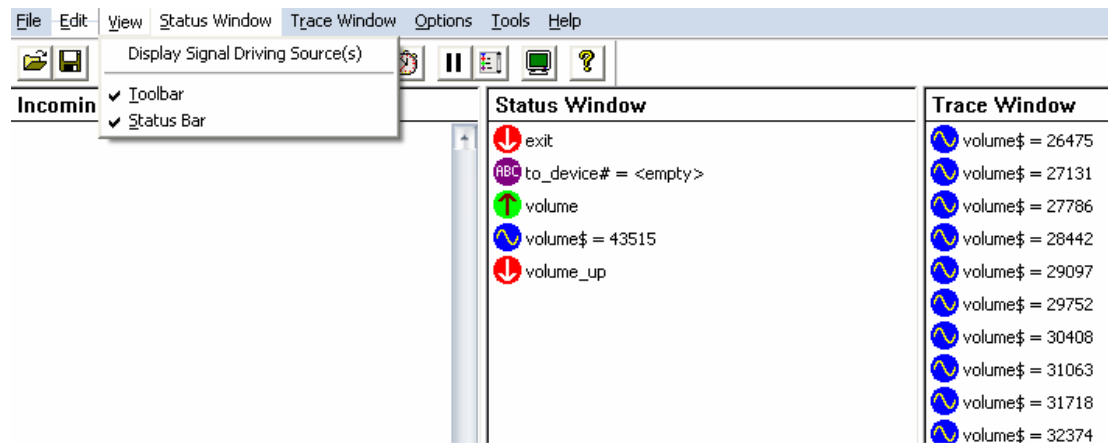 File Edit View Status Window Trace Window Options Tools Help
Display Signal Driving Source(s)
Toolbar
Status Bar
Incomin
Status Window
exit
ABC to_device# = <empty>
volume
volume$ = 43515
volume_up
Trace Window
volume$ = 26475
volume$ = 27131
volume$ = 27786
volume$ = 28442
volume$ = 29097
volume$ = 29752
volume$ = 30408
volume$ = 31063
volume$ = 31718
volume$ = 32374